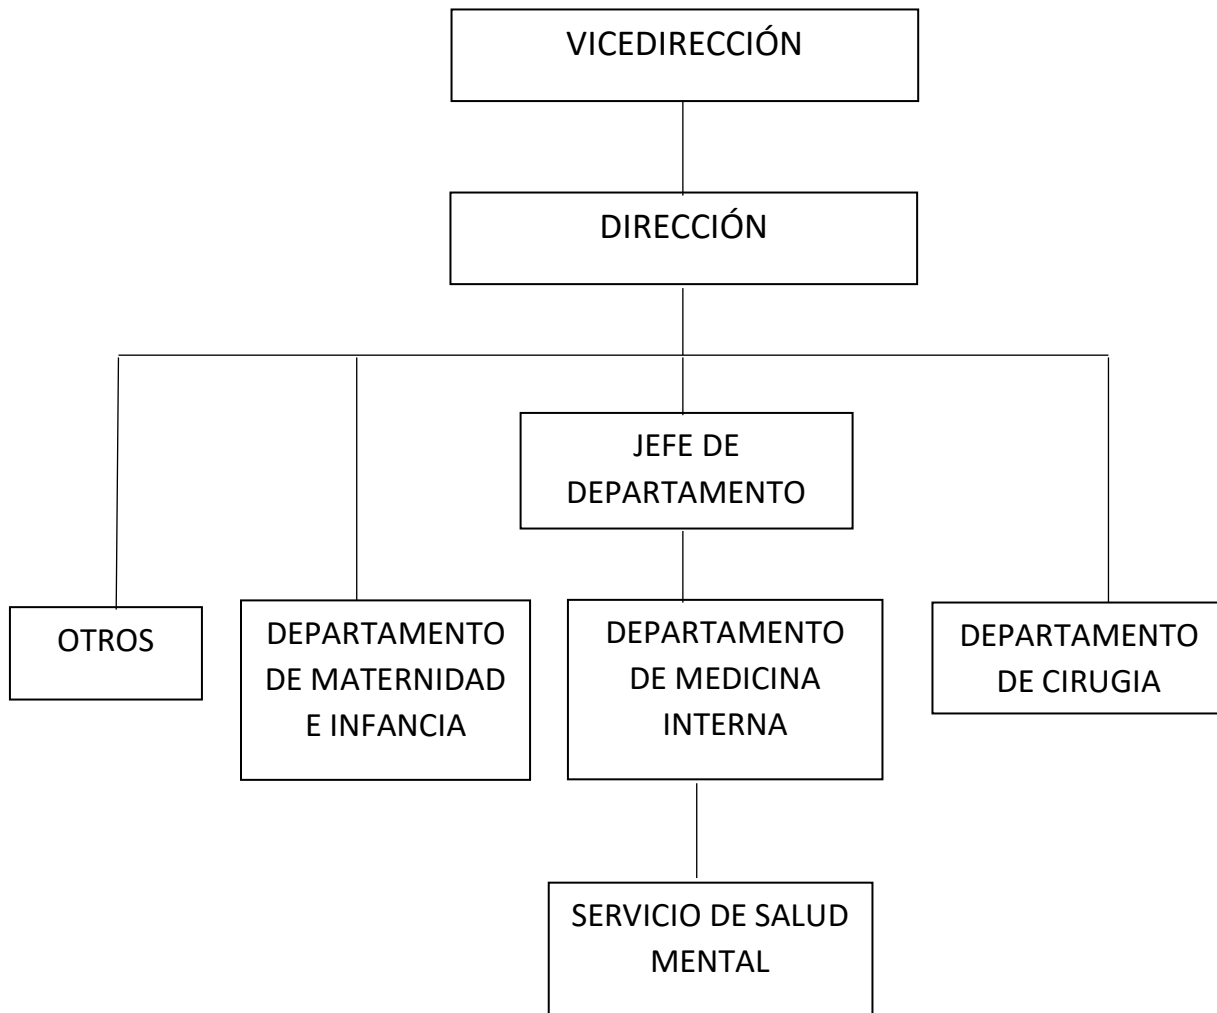 VICEDIRECCIÓN
DIRECCIÓN
JEFE DE
DEPARTAMENTO
OTROS
DEPARTAMENTO
DE MATERNIDAD
E INFANCIA
DEPARTAMENTO
DE MEDICINA
INTERNA
DEPARTAMENTO
DE CIRUGIA
SERVICIO DE SALUD
MENTAL